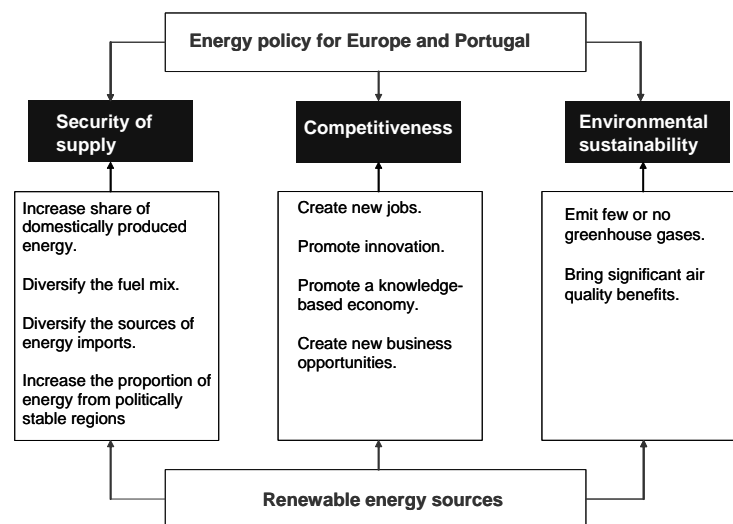 Energy policy for Europe and Portugal
Security of
supply
Competitiveness
Environmental
sustainability
Increase share of
domestically produced
energy.
Diversify the fuel mix.
Diversify the sources of
energy imports.
Increase the proportion of
energy from politically
stable regions
Create new jobs.
Promote innovation.
Promote a knowledge-
based economy.
Create new business
opportunities.
Emit few or no
greenhouse gases.
Bring significant air
quality benefits.
Renewable energy sources